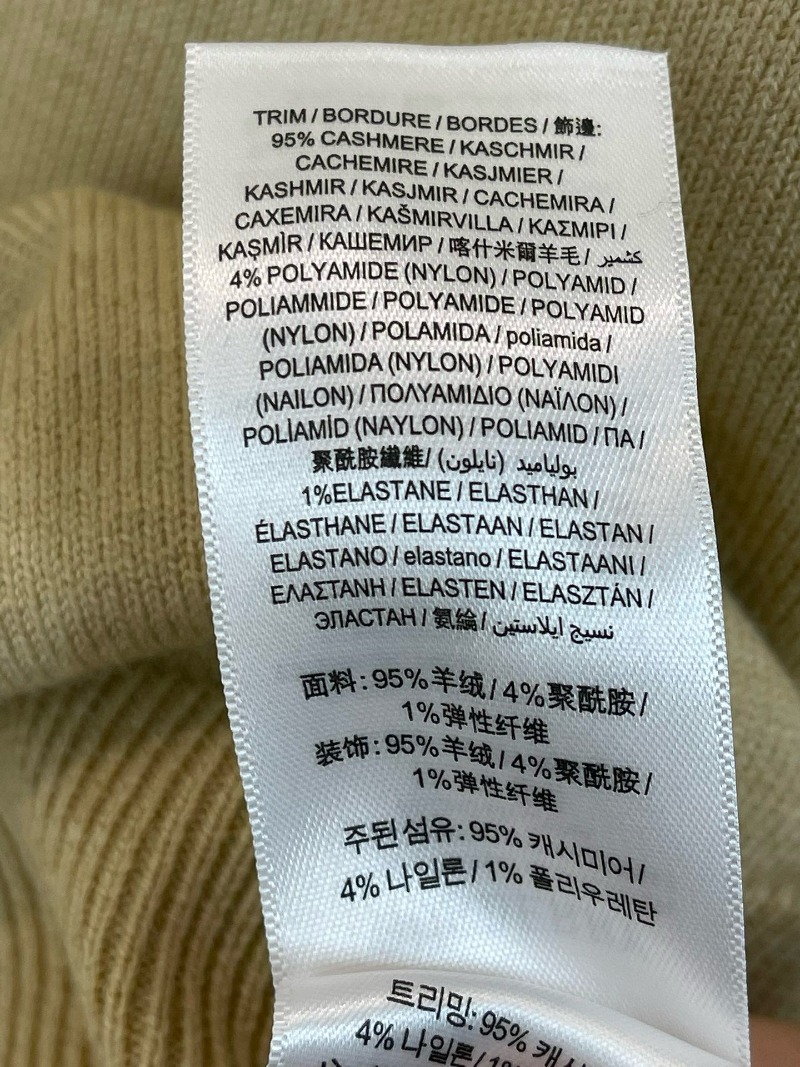 TRIM / BORDURE / BORDES / 飾邊:
95% CASHMERE / KASCHMIR /
CACHEMIRE / KASJMIER /
KASHMIR / KASJMIR / CACHEMIRA /
CAXEMIRA / KAŠMIRVILLA / ΚΑΣΜΙΡΙ /
KAŞMİR / КАШЕМИР / 喀什米爾羊毛 / كشمير
4% POLYAMIDE (NYLON) / POLYAMID /
POLIAMMIDE / POLYAMIDE / POLYAMID
(NYLON) / POLAMIDA / poliamida /
POLIAMIDA (NYLON) / POLYAMIDI
(NAILON) / ΠΟΛΥΑΜΙΔΙΟ (ΝΑΪΛΟΝ) /
POLİAMİD (NAYLON) / POLIAMID / ПА /
聚酰胺纖維/ بولياميد (نايلون)
1%ELASTANE / ELASTHAN /
ÉLASTHANE / ELASTAAN / ELASTAN /
ELASTANO / elastano / ELASTAANI /
ΕΛΑΣΤΑΝΗ / ELASTEN / ELASZTÁN /
ЭЛАСТАН / 氨綸 / نسيج ايلاستين
面料: 95%羊绒 / 4%聚酰胺 /
1%弹性纤维
装饰: 95%羊绒 / 4%聚酰胺 /
1%弹性纤维
주된 섬유: 95% 캐시미어/
4% 나일론 / 1% 폴리우레탄
트리밍: 95% 캐시
4% 나일론 / 1%